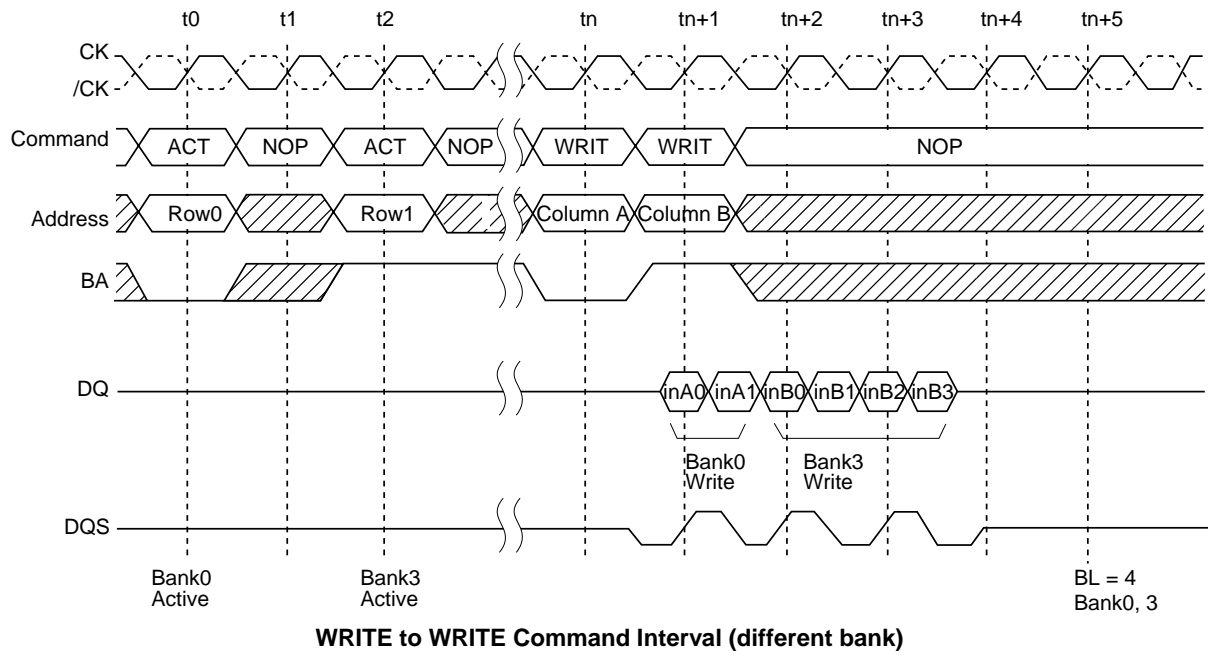 t0 t1 t2 tn tn+1 tn+2 tn+3 tn+4 tn+5
CK
/CK
Command ACT NOP ACT NOP WRIT WRIT NOP
Address Row0 Row1 Column A Column B
BA
DQ inA0 inA1 inB0 inB1 inB2 inB3
Bank0 Bank3
Write Write
DQS
Bank0 Bank3 BL = 4
Active Active Bank0, 3
WRITE to WRITE Command Interval (different bank)